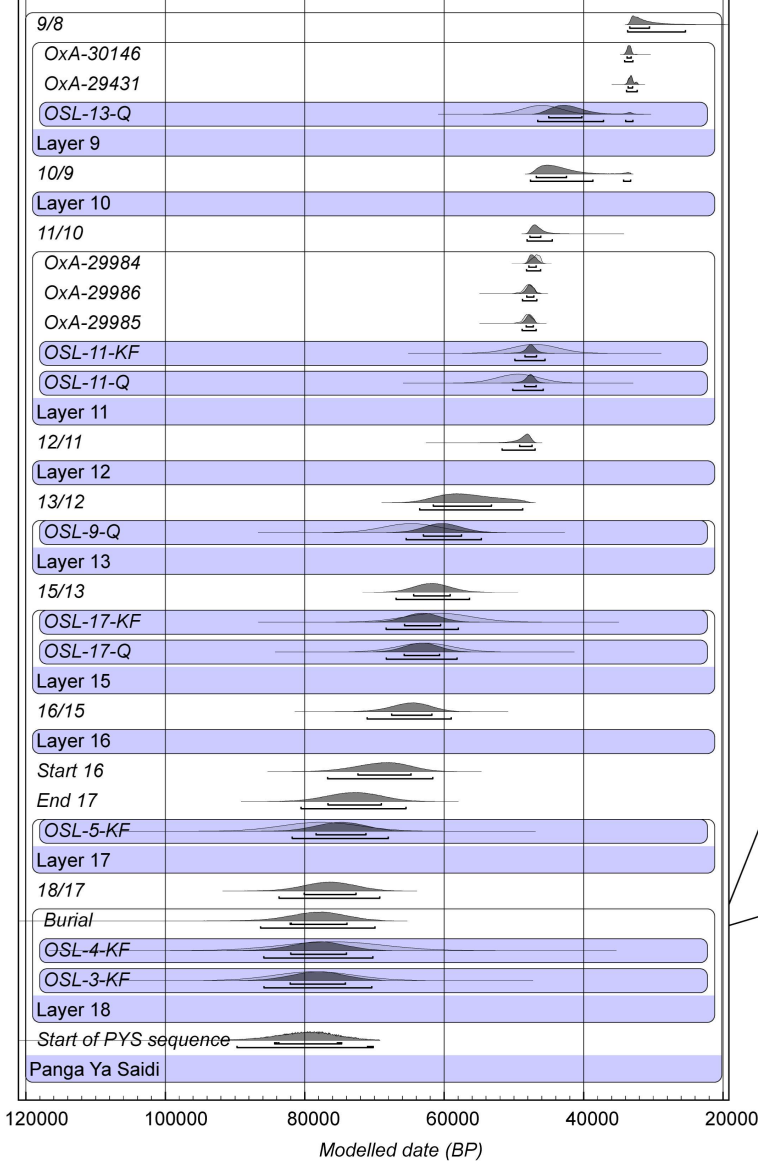 9/8
OxA-30146
OxA-29431
OSL-13-Q
Layer 9
10/9
Layer 10
11/10
OxA-29984
OxA-29986
OxA-29985
OSL-11-KF
OSL-11-Q
Layer 11
12/11
Layer 12
13/12
OSL-9-Q
Layer 13
15/13
OSL-17-KF
OSL-17-Q
Layer 15
16/15
Layer 16
Start 16
End 17
OSL-5-KF
Layer 17
18/17
Burial
OSL-4-KF
OSL-3-KF
Layer 18
Start of PYS sequence
Panga Ya Saidi
120000 100000 80000 60000 40000 20000
Modelled date (BP)